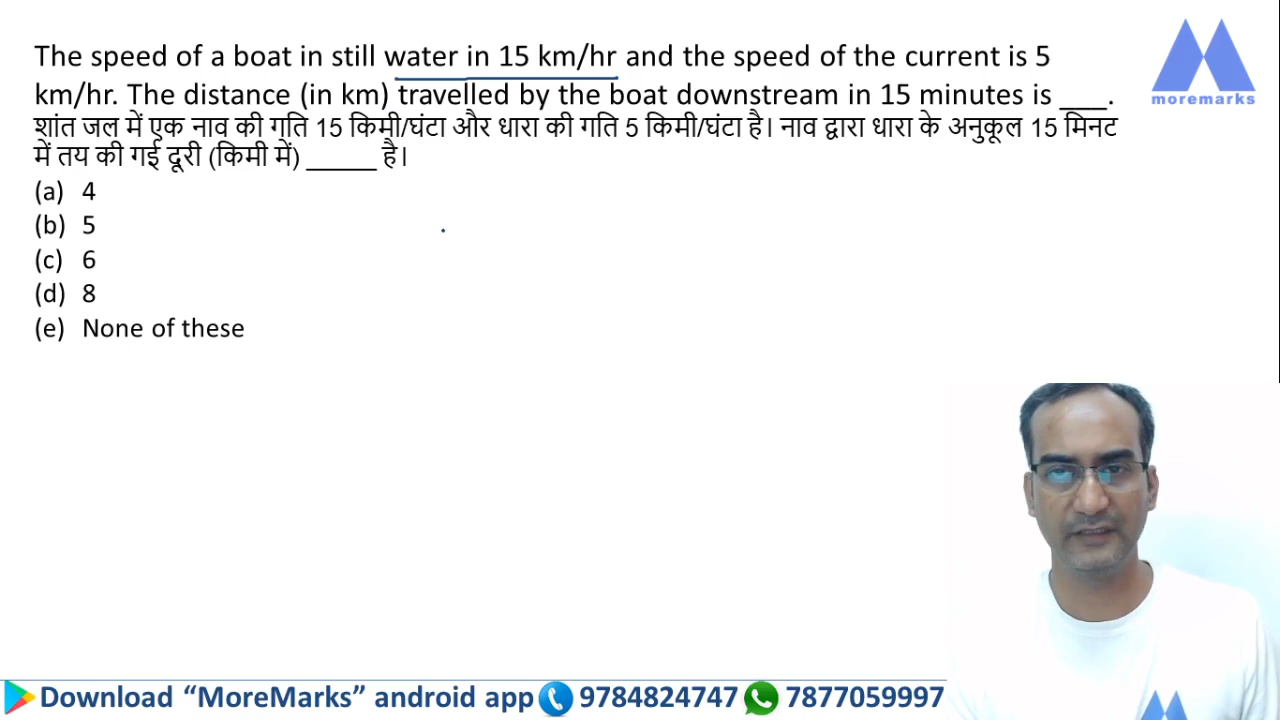 The speed of a boat in still water in 15 km/hr and the speed of the current is 5
km/hr. The distance (in km) travelled by the boat downstream in 15 minutes is ___.
शांत जल में एक नाव की गति 15 किमी/घंटा और धारा की गति 5 किमी/घंटा है। नाव द्वारा धारा के अनुकूल 15 मिनट
में तय की गई दूरी (किमी में) _____ है।
(a) 4
(b) 5
(c) 6
(d) 8
(e) None of these
moremarks
Download “MoreMarks” android app 9784824747 7877059997